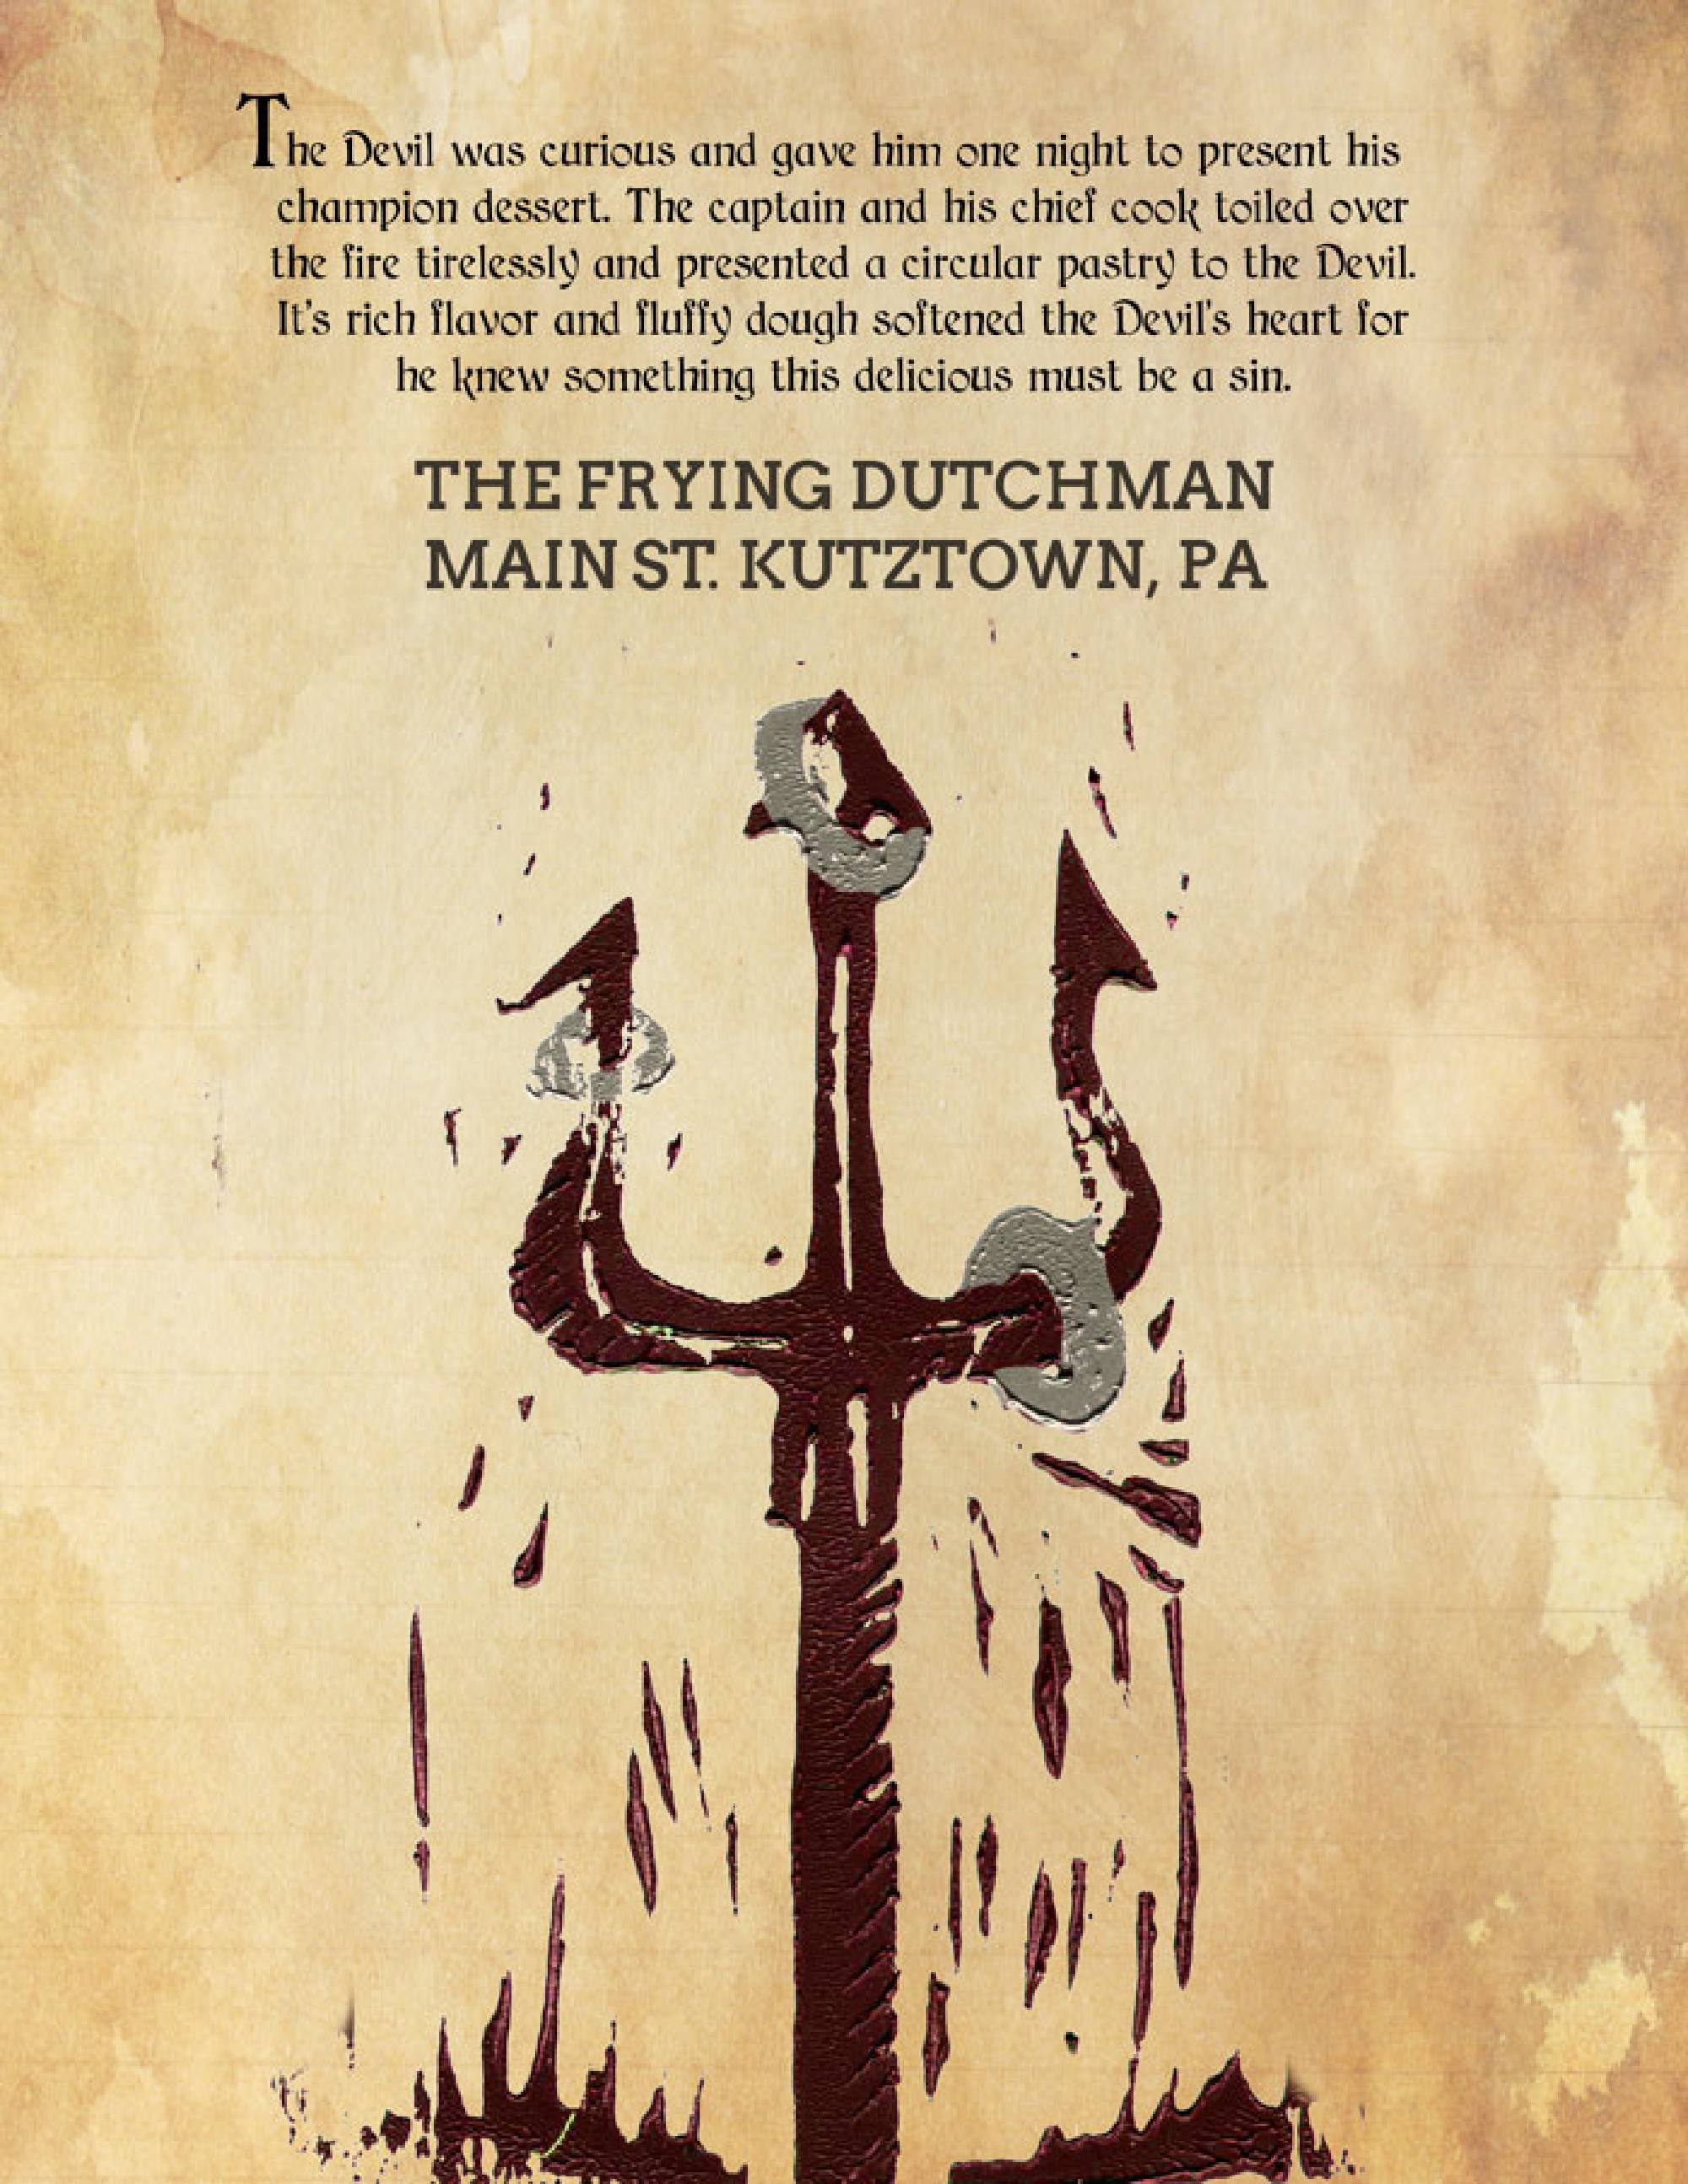 The Devil was curious and gave him one night to present his
champion dessert. The captain and his chief cook toiled over
the fire tirelessly and presented a circular pastry to the Devil.
It's rich flavor and fluffy dough softened the Devil's heart for
he knew something this delicious must be a sin.
THE FRYING DUTCHMAN
MAIN ST. KUTZTOWN, PA